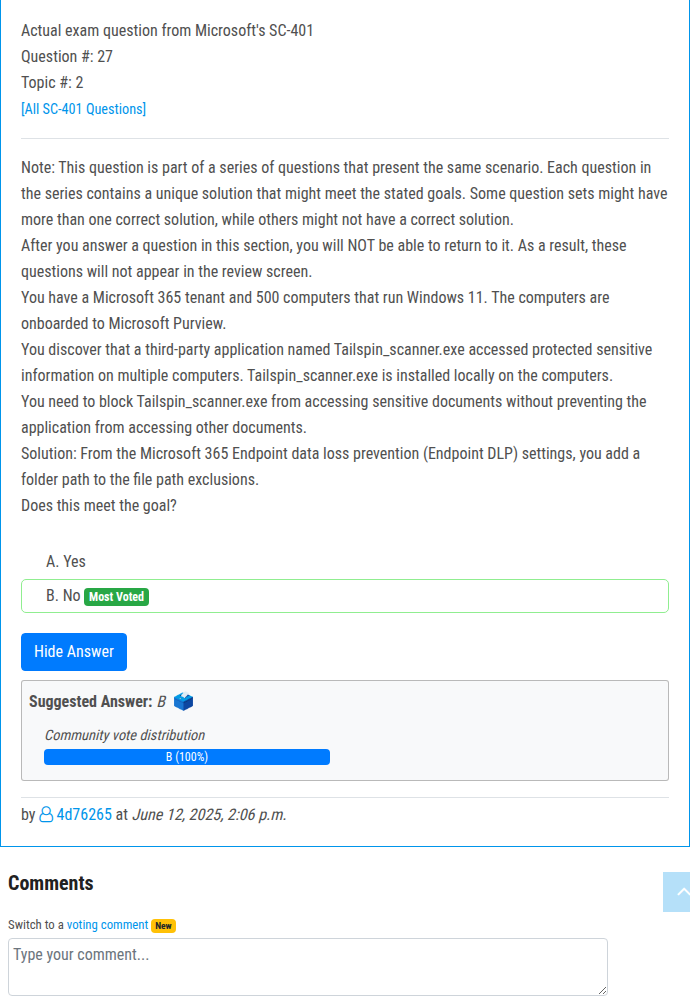 Actual exam question from Microsoft's SC-401
Question #: 27
Topic #: 2
[All SC-401 Questions]
Note: This question is part of a series of questions that present the same scenario. Each question in
the series contains a unique solution that might meet the stated goals. Some question sets might have
more than one correct solution, while others might not have a correct solution.
After you answer a question in this section, you will NOT be able to return to it. As a result, these
questions will not appear in the review screen.
You have a Microsoft 365 tenant and 500 computers that run Windows 11. The computers are
onboarded to Microsoft Purview.
You discover that a third-party application named Tailspin_scanner.exe accessed protected sensitive
information on multiple computers. Tailspin_scanner.exe is installed locally on the computers.
You need to block Tailspin_scanner.exe from accessing sensitive documents without preventing the
application from accessing other documents.
Solution: From the Microsoft 365 Endpoint data loss prevention (Endpoint DLP) settings, you add a
folder path to the file path exclusions.
Does this meet the goal?
A. Yes
B. No Most Voted
Hide Answer
Suggested Answer: B
Community vote distribution
B (100%)
by 4d76265 at June 12, 2025, 2:06 p.m.
Comments
Switch to a voting comment New
Type your comment...